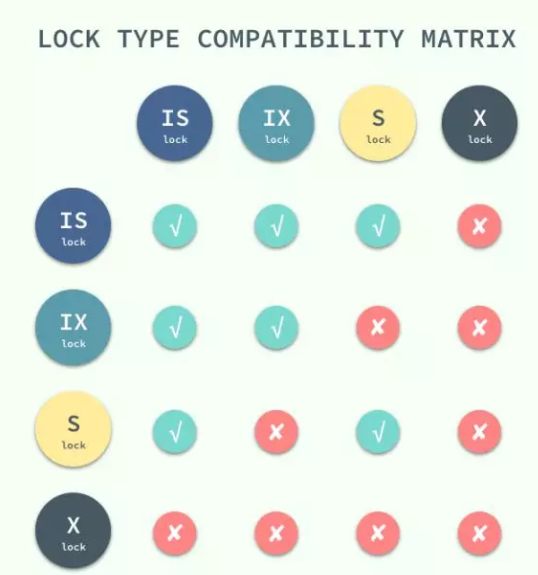 LOCK TYPE COMPATIBILITY MATRIX
IS IX S X
lock lock lock lock
IS √ √ √ ✘
lock
IX √ √ ✘ ✘
lock
S √ ✘ √ ✘
lock
X ✘ ✘ ✘ ✘
lock